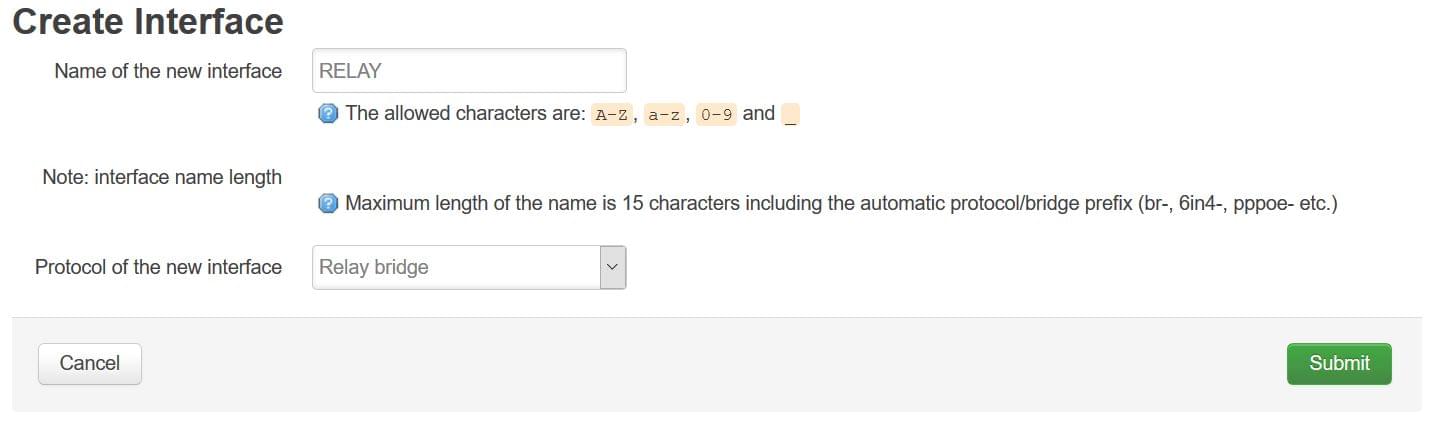 Create Interface
Name of the new interface RELAY
The allowed characters are: A-Z, a-z, 0-9 and _
Note: interface name length
Maximum length of the name is 15 characters including the automatic protocol/bridge prefix (br-, 6in4-, pppoe- etc.)
Protocol of the new interface Relay bridge
Cancel Submit